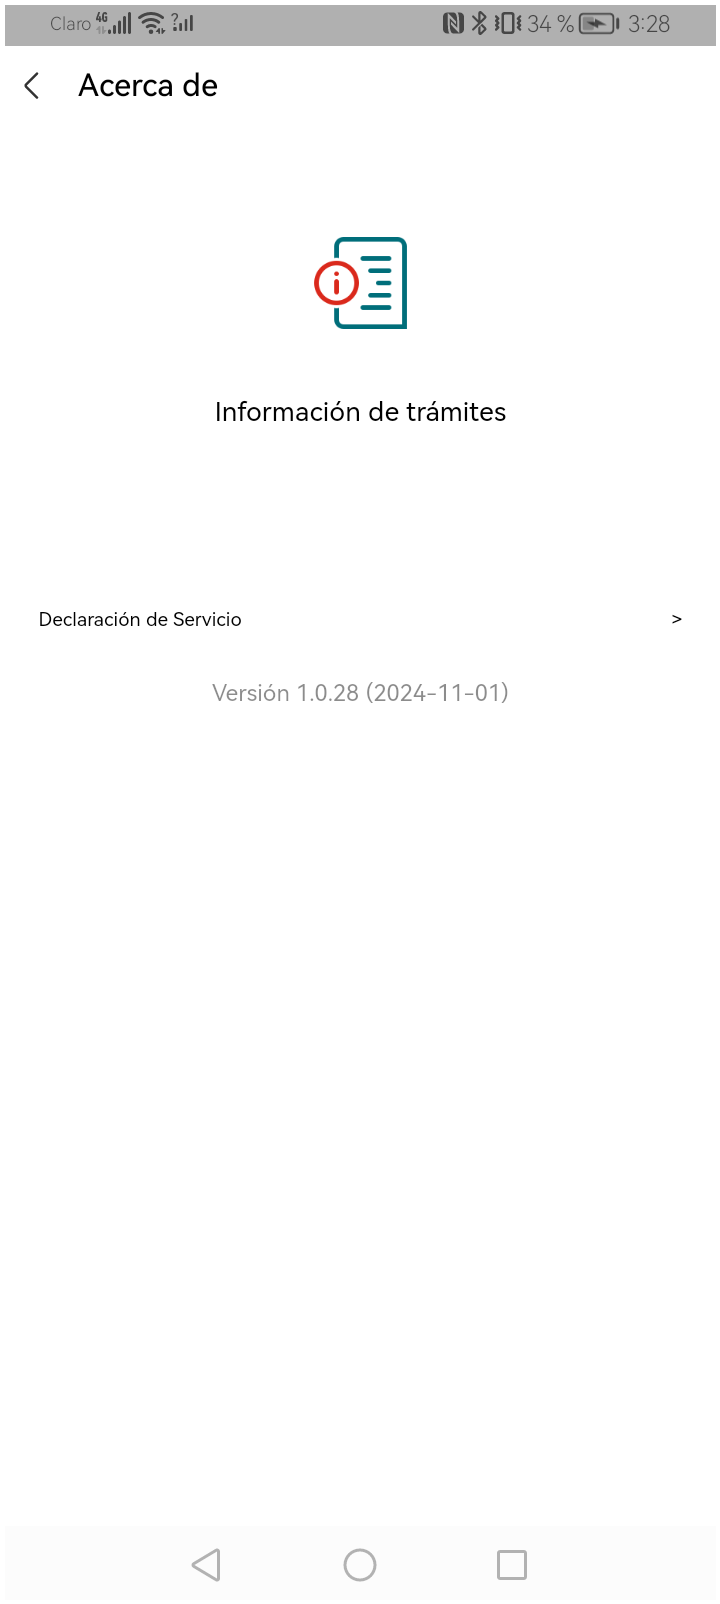 Claro 4G ? 34 % 3:28
Acerca de
Información de trámites
Declaración de Servicio >
Versión 1.0.28 (2024-11-01)